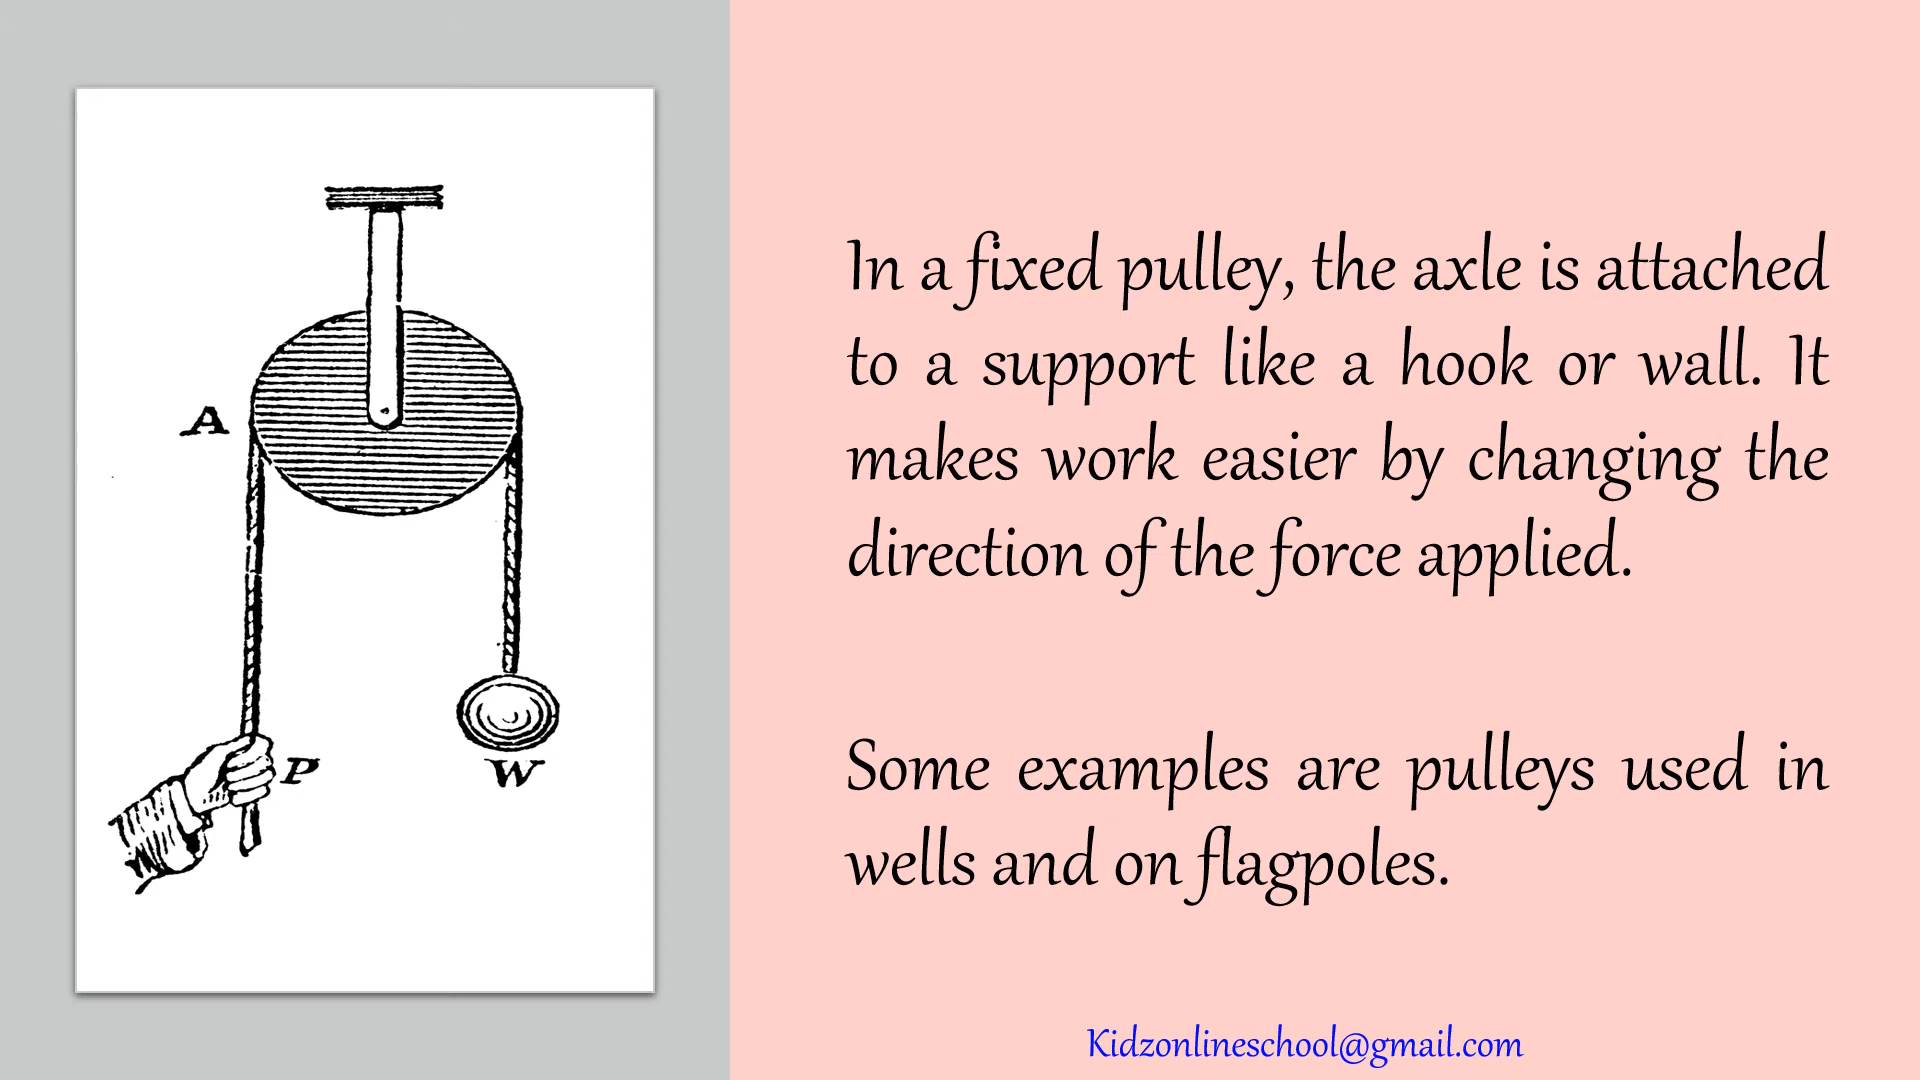 A
P
W
In a fixed pulley, the axle is attached
to a support like a hook or wall. It
makes work easier by changing the
direction of the force applied.
Some examples are pulleys used in
wells and on flagpoles.
Kidzonlineschool@gmail.com